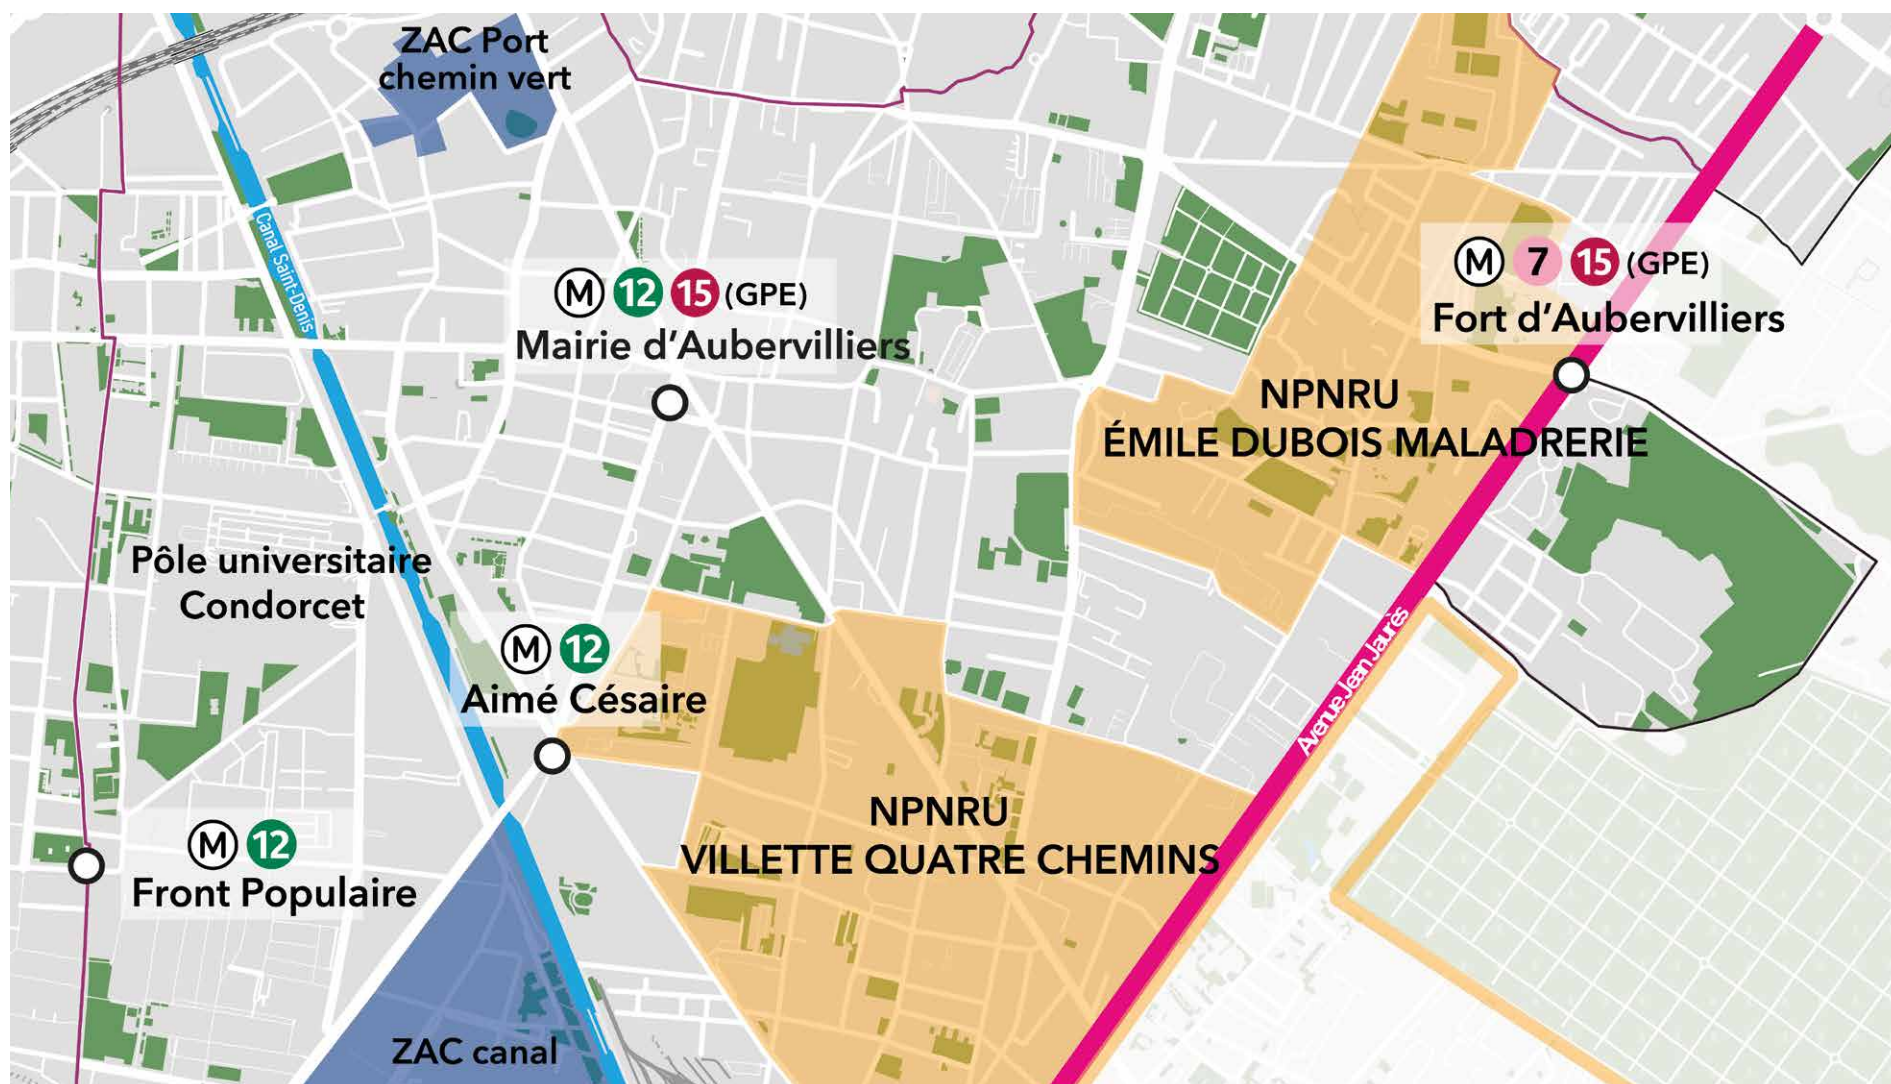 ZAC Port
chemin vert
Canal Saint-Denis
M 12 15 (GPE)
Mairie d'Aubervilliers
M 7 15 (GPE)
Fort d'Aubervilliers
NPNRU
ÉMILE DUBOIS MALADRERIE
Pôle universitaire
Condorcet
M 12
Aimé Césaire
Avenue Jean Jaurès
NPNRU
VILLETTE QUATRE CHEMINS
M 12
Front Populaire
ZAC canal